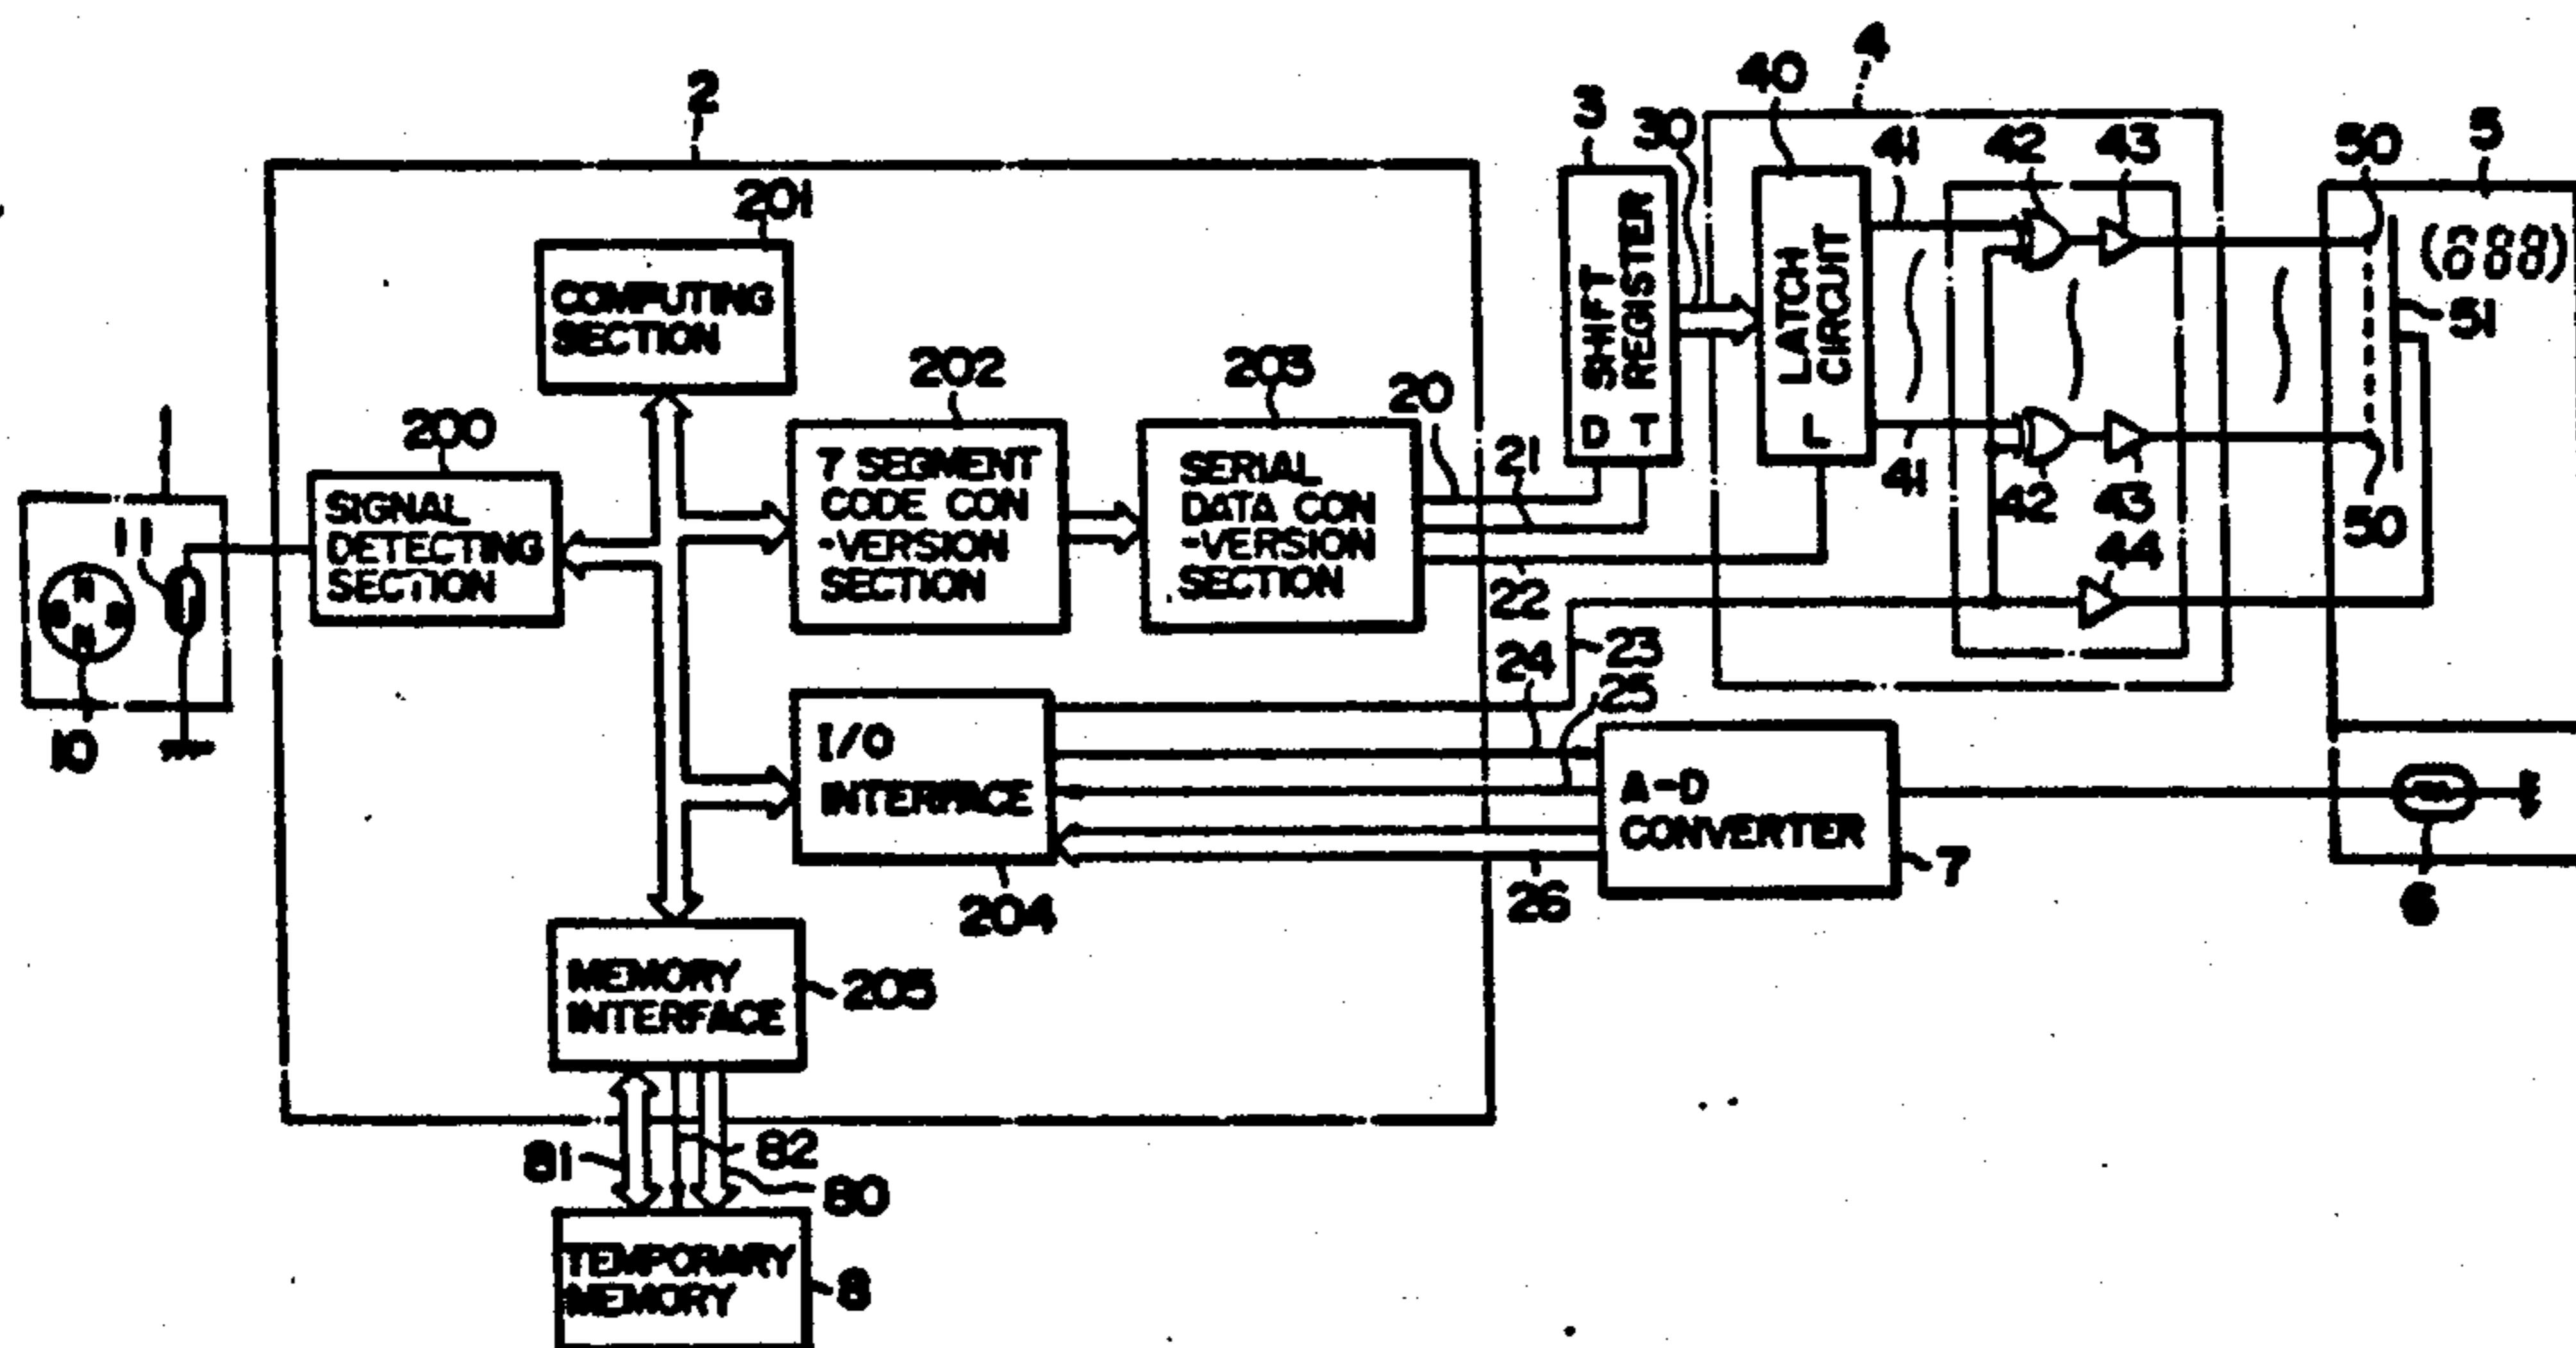 2
4
40
3
30
41
42
43
50
5
201
SHIFT
REGISTER
D T
LATCH
CIRCUIT
L
(688)
51
COMPUTING
SECTION
202
203
20
200
1
7 SEGMENT
CODE CON
-VERSION
SECTION
SERIAL
DATA CON
-VERSION
SECTION
21
41
42
43
50
44
SIGNAL
DETECTING
SECTION
11
N
S
S
N
22
23
24
25
10
I/O
INTERFACE
A-D
CONVERTER
7
6
204
26
MEMORY
INTERFACE
205
81
82
80
TEMPORARY
MEMORY
8